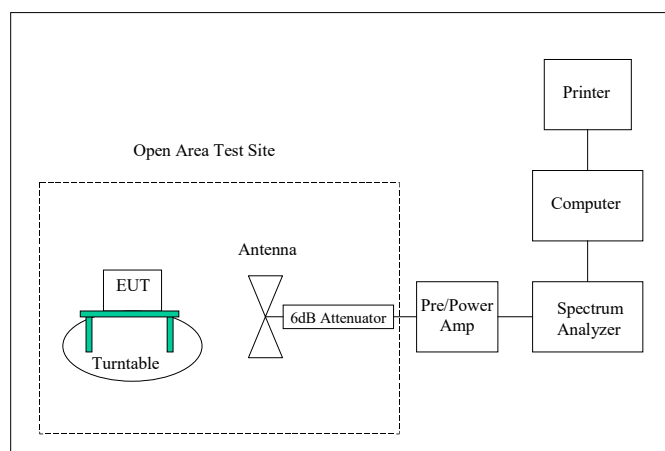 Printer
Open Area Test Site
Computer
Antenna
EUT
6dB Attenuator
Pre/Power
Amp
Spectrum
Analyzer
Turntable